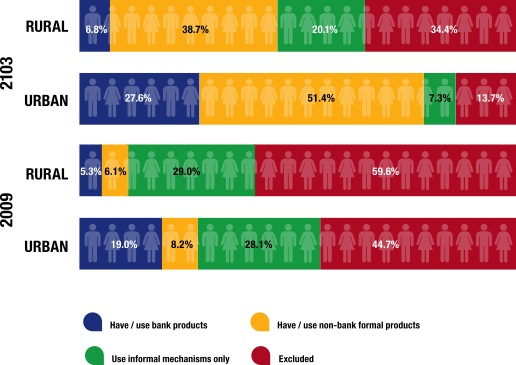 2103
RURAL 6.8% 38.7% 20.1% 34.4%
URBAN 27.6% 51.4% 7.3% 13.7%
2009
RURAL 5.3% 6.1% 29.0% 59.6%
URBAN 19.0% 8.2% 28.1% 44.7%
Have / use bank products Have / use non-bank formal products
Use informal mechanisms only Excluded